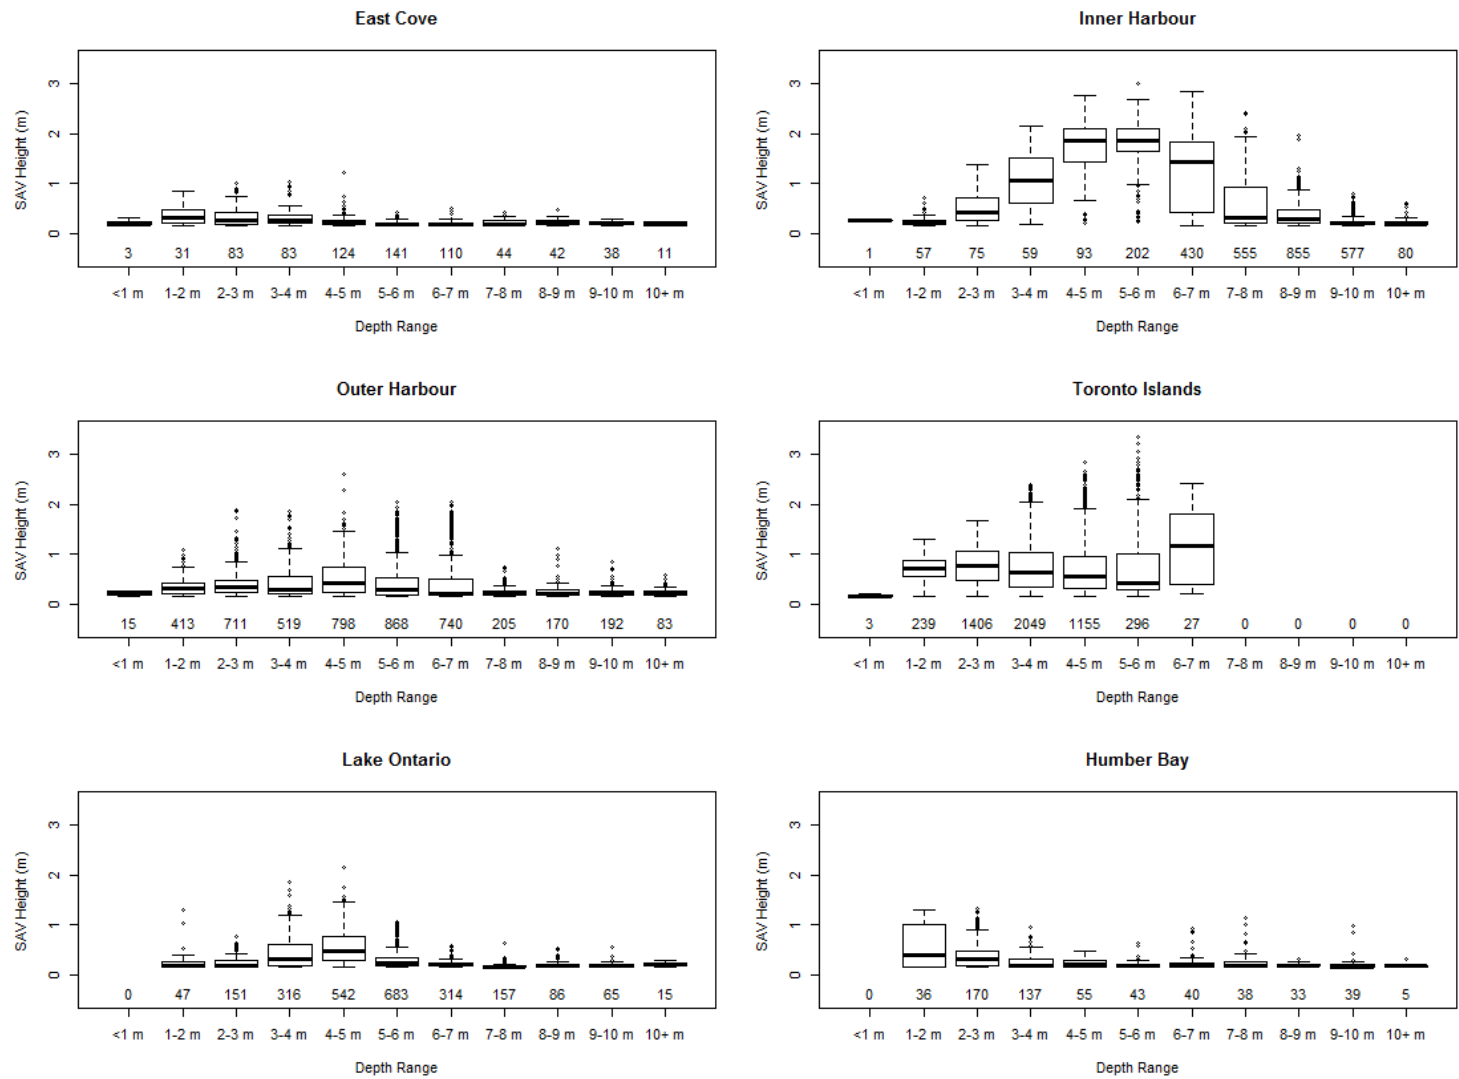 East Cove
SAV Height (m)
3
2
1
0
3 31 83 83 124 141 110 44 42 38 11
<1 m 1-2 m 2-3 m 3-4 m 4-5 m 5-6 m 6-7 m 7-8 m 8-9 m 9-10 m 10+ m
Depth Range
Inner Harbour
SAV Height (m)
3
2
1
0
1 57 75 59 93 202 430 555 855 577 80
<1 m 1-2 m 2-3 m 3-4 m 4-5 m 5-6 m 6-7 m 7-8 m 8-9 m 9-10 m 10+ m
Depth Range
Outer Harbour
SAV Height (m)
3
2
1
0
15 413 711 519 798 868 740 205 170 192 83
<1 m 1-2 m 2-3 m 3-4 m 4-5 m 5-6 m 6-7 m 7-8 m 8-9 m 9-10 m 10+ m
Depth Range
Toronto Islands
SAV Height (m)
3
2
1
0
3 239 1406 2049 1155 296 27 0 0 0 0
<1 m 1-2 m 2-3 m 3-4 m 4-5 m 5-6 m 6-7 m 7-8 m 8-9 m 9-10 m 10+ m
Depth Range
Lake Ontario
SAV Height (m)
3
2
1
0
0 47 151 316 542 683 314 157 86 65 15
<1 m 1-2 m 2-3 m 3-4 m 4-5 m 5-6 m 6-7 m 7-8 m 8-9 m 9-10 m 10+ m
Depth Range
Humber Bay
SAV Height (m)
3
2
1
0
0 36 170 137 55 43 40 38 33 39 5
<1 m 1-2 m 2-3 m 3-4 m 4-5 m 5-6 m 6-7 m 7-8 m 8-9 m 9-10 m 10+ m
Depth Range